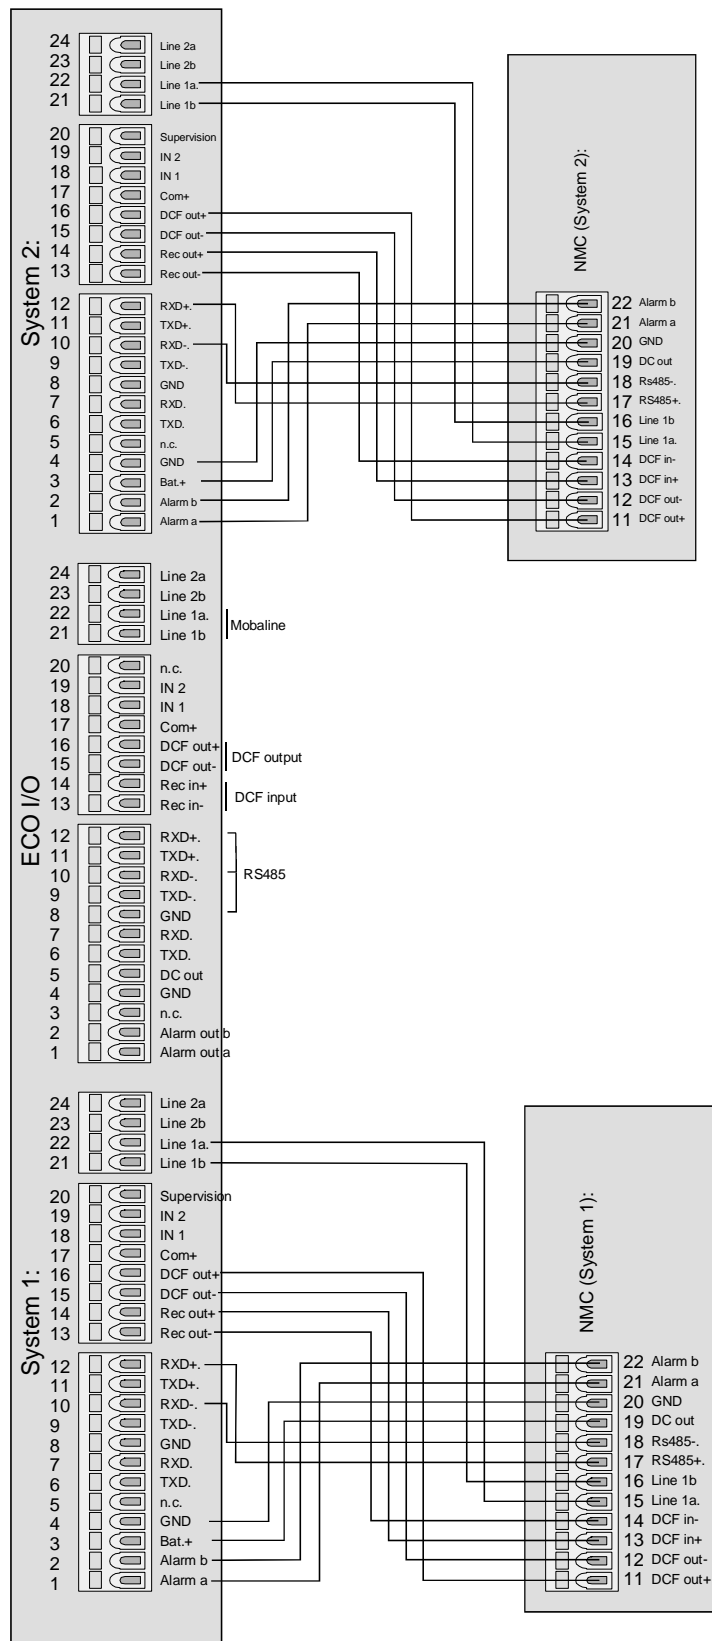 System 2:
24 Line 2a
23 Line 2b
22 Line 1a.
21 Line 1b
20 Supervision
19 IN 2
18 IN 1
17 Com+
16 DCF out+
15 DCF out-
14 Rec out+
13 Rec out-
12 RXD+.
11 TXD+.
10 RXD-.
9 TXD-.
8 GND
7 RXD.
6 TXD.
5 n.c.
4 GND
3 Bat.+
2 Alarm b
1 Alarm a
NMC (System 2):
22 Alarm b
21 Alarm a
20 GND
19 DC out
18 Rs485-.
17 RS485+.
16 Line 1b
15 Line 1a.
14 DCF in-
13 DCF in+
12 DCF out-
11 DCF out+
ECO I/O
24 Line 2a
23 Line 2b
22 Line 1a.
21 Line 1b
Mobaline
20 n.c.
19 IN 2
18 IN 1
17 Com+
16 DCF out+
15 DCF out-
DCF output
14 Rec in+
13 Rec in-
DCF input
12 RXD+.
11 TXD+.
10 RXD-.
9 TXD-.
8 GND
RS485
7 RXD.
6 TXD.
5 DC out
4 GND
3 n.c.
2 Alarm out b
1 Alarm out a
System 1:
24 Line 2a
23 Line 2b
22 Line 1a.
21 Line 1b
20 Supervision
19 IN 2
18 IN 1
17 Com+
16 DCF out+
15 DCF out-
14 Rec out+
13 Rec out-
12 RXD+.
11 TXD+.
10 RXD-.
9 TXD-.
8 GND
7 RXD.
6 TXD.
5 n.c.
4 GND
3 Bat.+
2 Alarm b
1 Alarm a
NMC (System 1):
22 Alarm b
21 Alarm a
20 GND
19 DC out
18 Rs485-.
17 RS485+.
16 Line 1b
15 Line 1a.
14 DCF in-
13 DCF in+
12 DCF out-
11 DCF out+